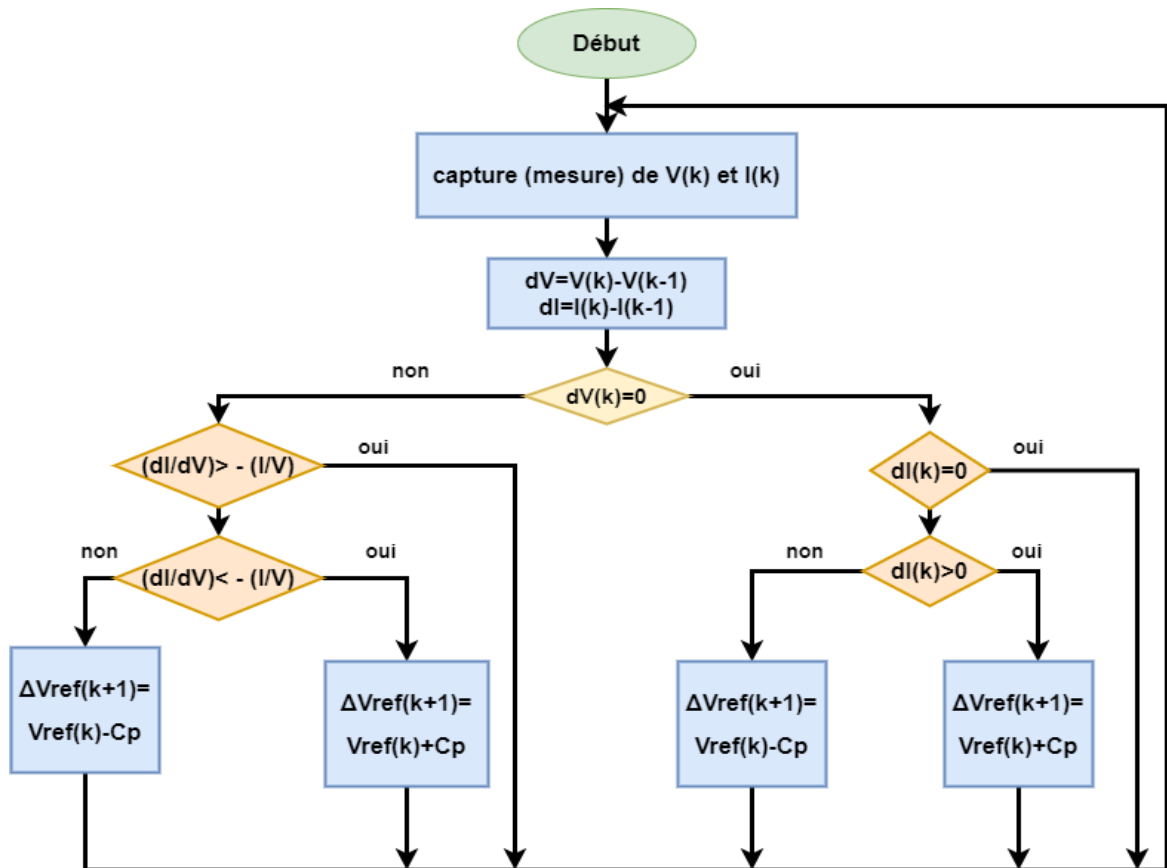 Début
capture (mesure) de V(k) et I(k)
dV=V(k)-V(k-1)
dI=I(k)-I(k-1)
non
oui
dV(k)=0
(dI/dV)> - (I/V)
oui
dI(k)=0
oui
non
(dI/dV)< - (I/V)
oui
non
dI(k)>0
oui
ΔVref(k+1)=
Vref(k)-Cp
ΔVref(k+1)=
Vref(k)+Cp
ΔVref(k+1)=
Vref(k)-Cp
ΔVref(k+1)=
Vref(k)+Cp